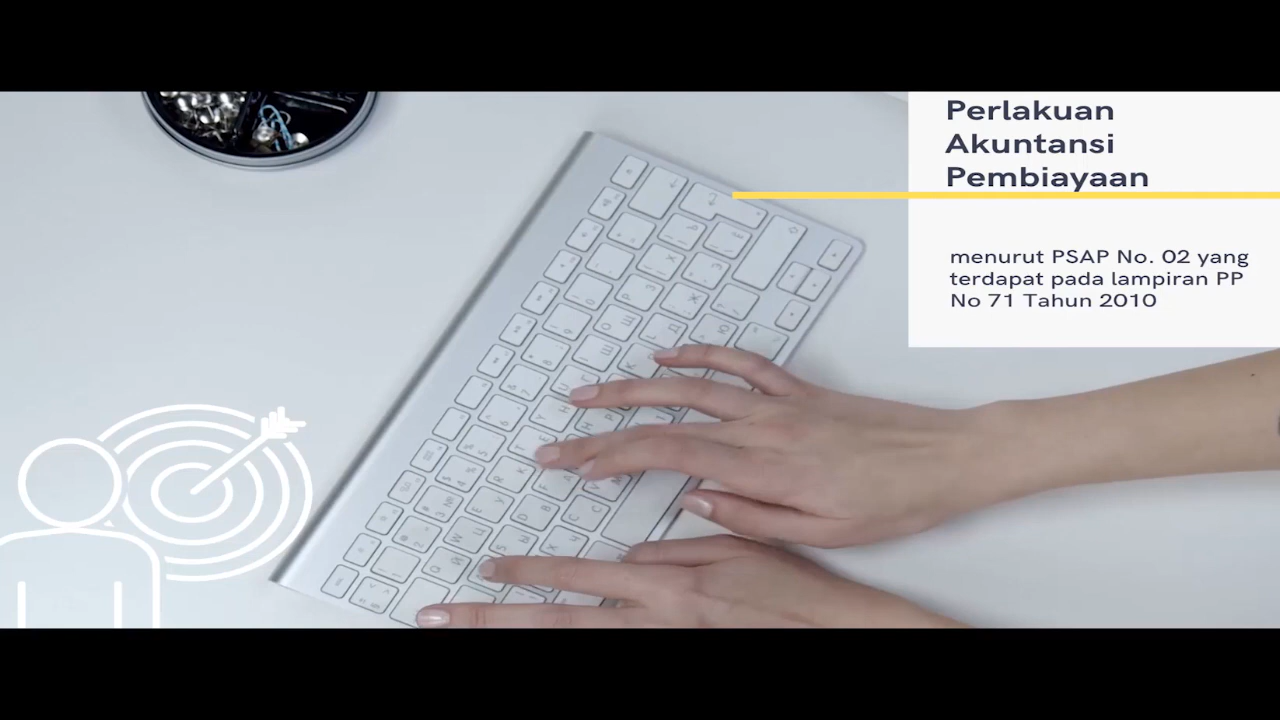 Perlakuan
Akuntansi
Pembiayaan
menurut PSAP No. 02 yang
terdapat pada lampiran PP
No 71 Tahun 2010